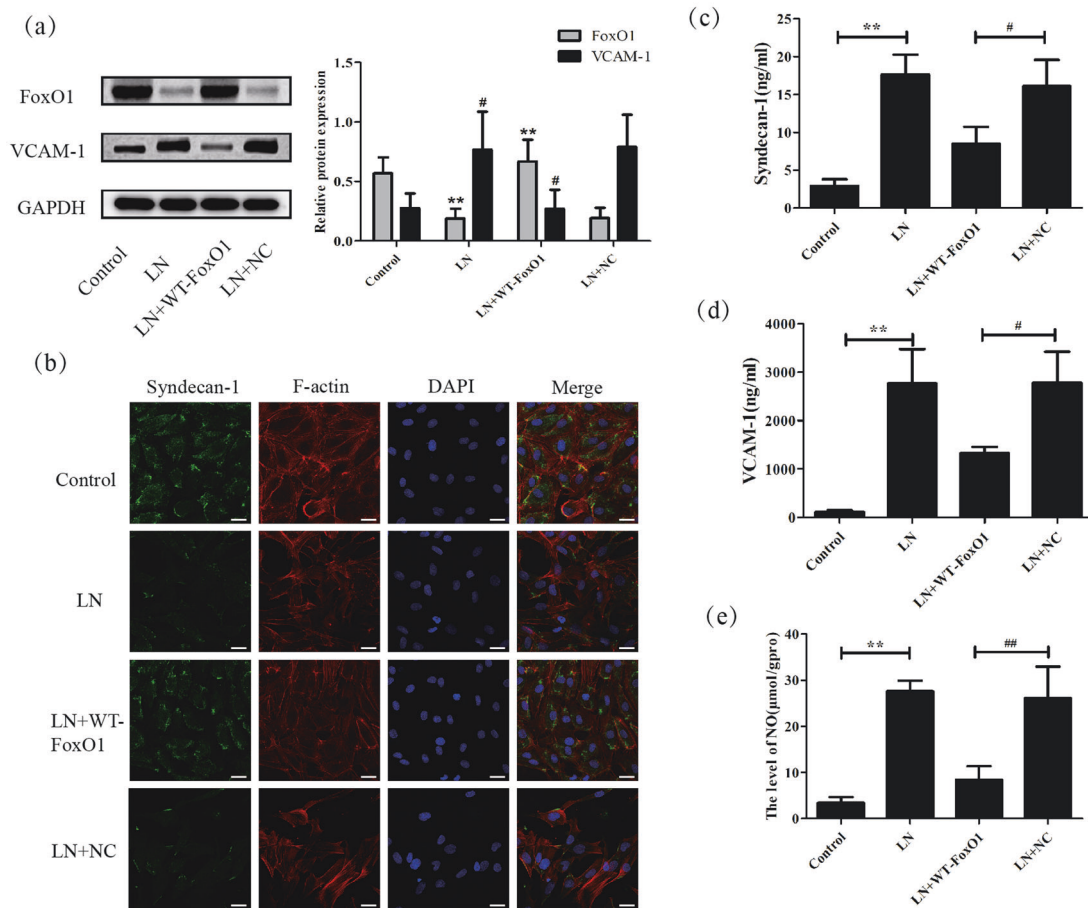 (a)
FoxO1
VCAM-1
GAPDH
Control
LN
LN+WT-FoxO1
LN+NC
FoxO1
VCAM-1
Relative protein expression
1.5
1.0
0.5
0.0
**
#
**
#
Control
LN
LN+WT-FoxO1
LN+NC
(b)
Syndecan-1 F-actin DAPI Merge
Control
LN
LN+WT-
FoxO1
LN+NC
(c)
Syndecan-1(ng/ml)
25
20
15
10
5
0
**
#
Control
LN
LN+WT-FoxO1
LN+NC
(d)
VCAM-1(ng/ml)
4000
3000
2000
1000
0
**
#
Control
LN
LN+WT-FoxO1
LN+NC
(e)
The level of NO(μmol/gpro)
40
30
20
10
0
**
##
Control
LN
LN+WT-FoxO1
LN+NC